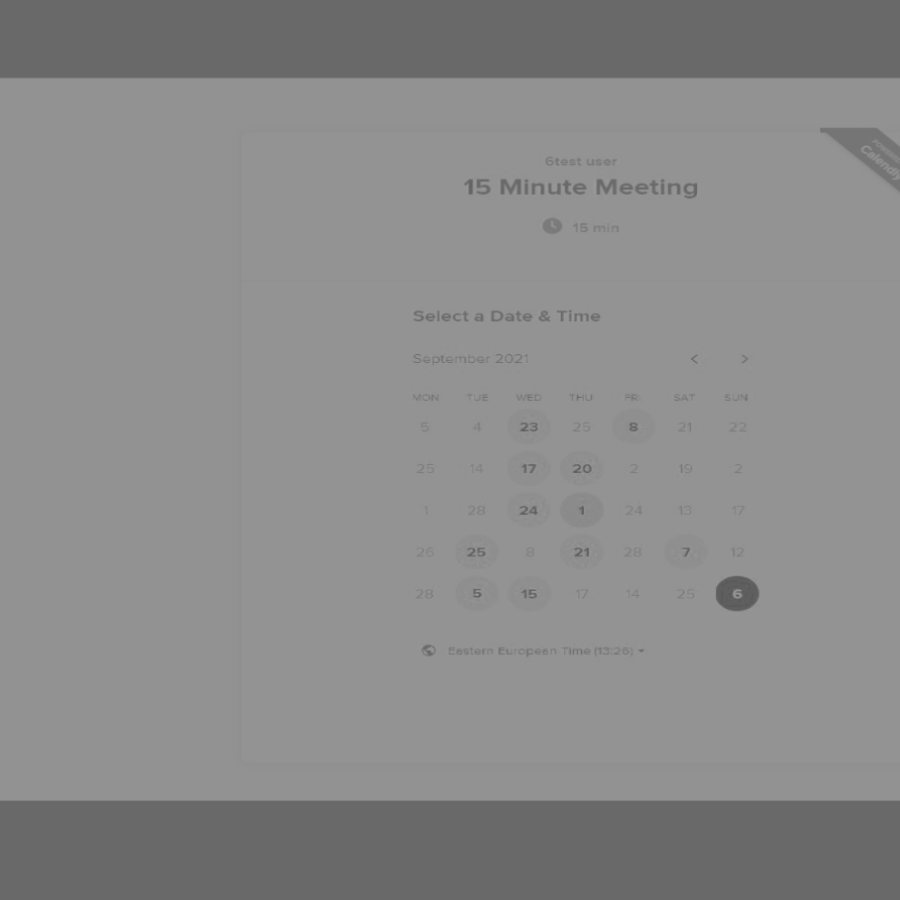 POWERED BY
Calendly
6test user
15 Minute Meeting
15 min
Select a Date & Time
September 2021 < >
MON TUE WED THU FRI SAT SUN
5 4 23 25 8 21 22
25 14 17 20 2 19 2
1 28 24 1 24 13 17
26 25 8 21 28 7 12
28 5 15 17 14 25 6
Eastern European Time (13:26)